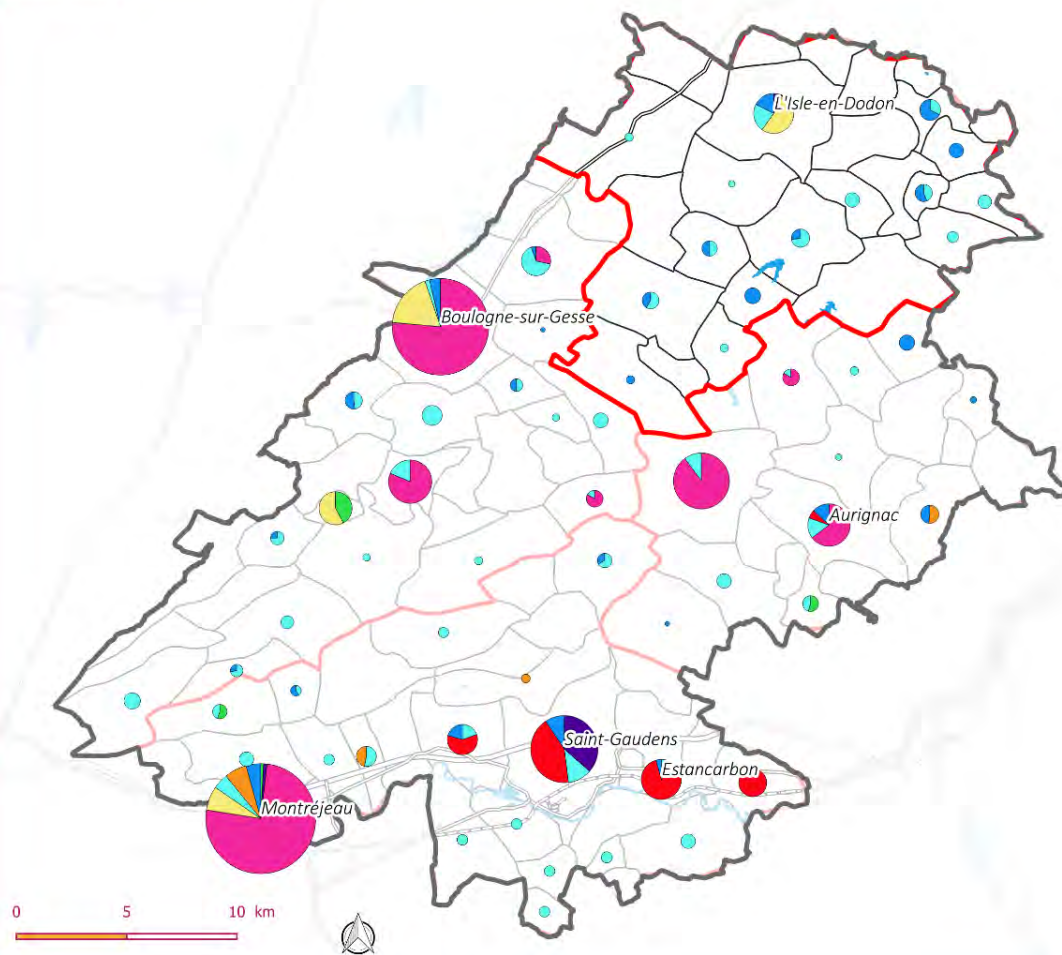 L'Isle-en-Dodon
Boulogne-sur-Gesse
Aurignac
Saint-Gaudens
Estancarbon
Montréjeau
0 5 10 km